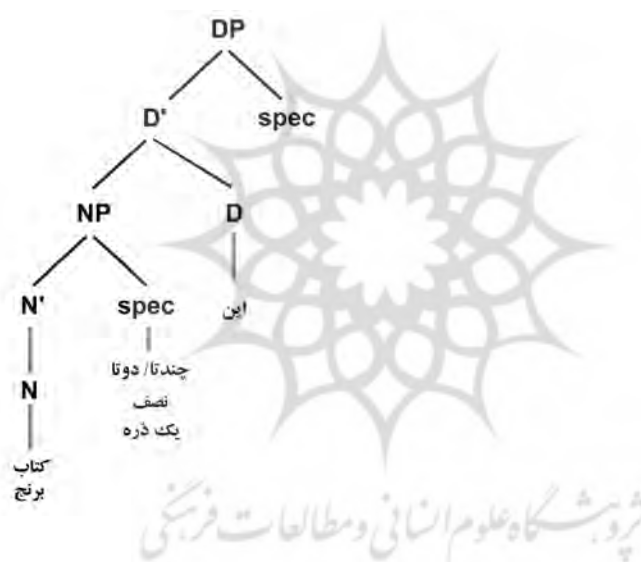 DP
D' spec
NP D
N' spec این
N چندتا/ دوتا
نصف
یک ذره
کتاب
برنج
پژوهشگاه علوم انسانی و مطالعات فرهنگی